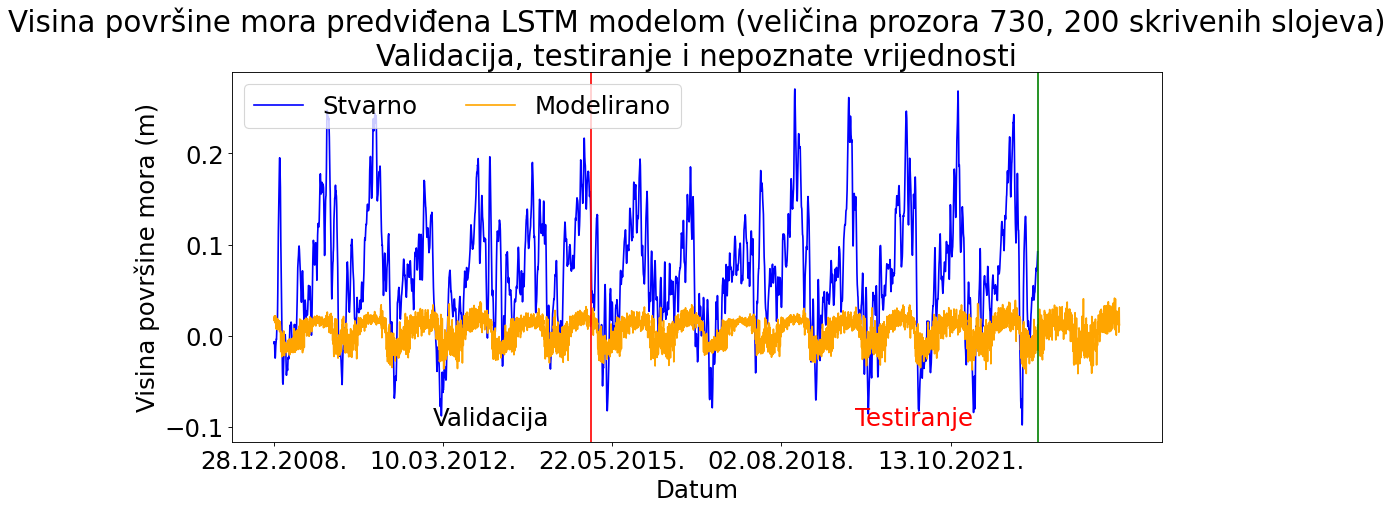 Visina površine mora predviđena LSTM modelom (veličina prozora 730, 200 skrivenih slojeva)
Validacija, testiranje i nepoznate vrijednosti
Stvarno Modelirano
Visina površine mora (m)
0.2
0.1
0.0
−0.1
Validacija Testiranje
28.12.2008. 10.03.2012. 22.05.2015. 02.08.2018. 13.10.2021.
Datum